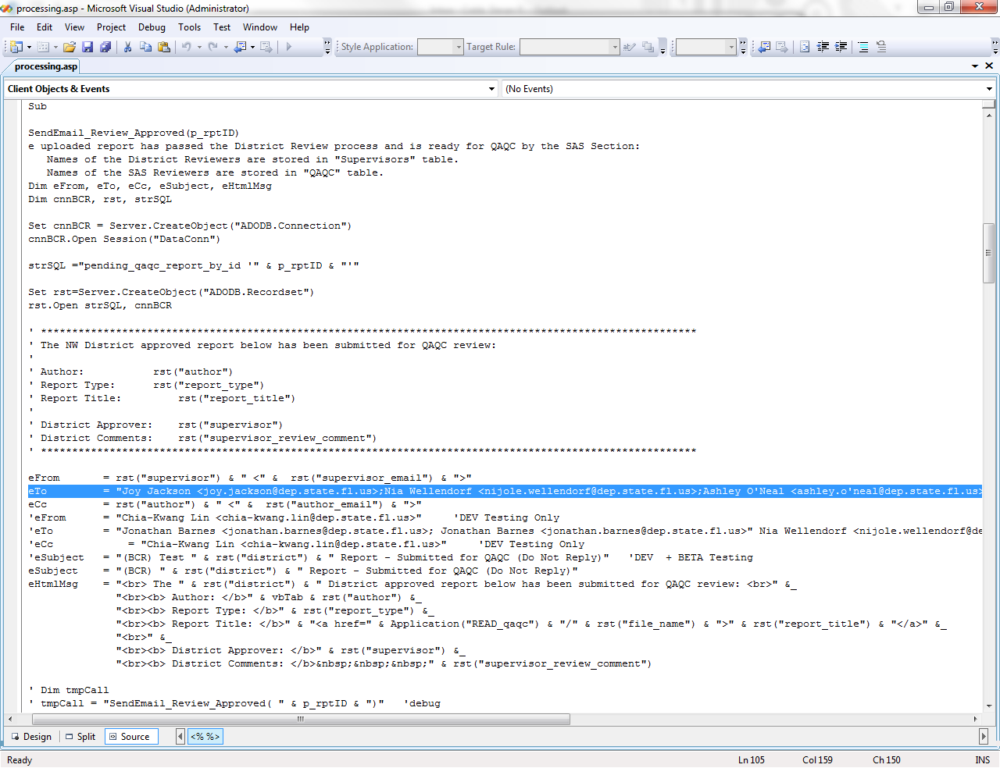 processing.asp - Microsoft Visual Studio (Administrator)
File Edit View Project Debug Tools Test Window Help
Style Application: Target Rule:
processing.asp
Client Objects & Events (No Events)
Sub
SendEmail_Review_Approved(p_rptID)
e uploaded report has passed the District Review process and is ready for QAQC by the SAS Section:
Names of the District Reviewers are stored in "Supervisors" table.
Names of the SAS Reviewers are stored in "QAQC" table.
Dim eFrom, eTo, eCc, eSubject, eHtmlMsg
Dim cnnBCR, rst, strSQL
Set cnnBCR = Server.CreateObject("ADODB.Connection")
cnnBCR.Open Session("DataConn")
strSQL ="pending_qaqc_report_by_id '" & p_rptID & "'"
Set rst=Server.CreateObject("ADODB.Recordset")
rst.Open strSQL, cnnBCR
' *********************************************************************************************************
' The NW District approved report below has been submitted for QAQC review:
'
' Author: rst("author")
' Report Type: rst("report_type")
' Report Title: rst("report_title")
'
' District Approver: rst("supervisor")
' District Comments: rst("supervisor_review_comment")
' *********************************************************************************************************
eFrom = rst("supervisor") & " <" & rst("supervisor_email") & ">"
eTo = "Joy Jackson <joy.jackson@dep.state.fl.us>;Nia Wellendorf <nijole.wellendorf@dep.state.fl.us>;Ashley O'Neal <ashley.o'neal@dep.state.fl.us>
eCc = rst("author") & " <" & rst("author_email") & ">"
'eFrom = "Chia-Kwang Lin <chia-kwang.lin@dep.state.fl.us>" 'DEV Testing Only
'eTo = "Jonathan Barnes <jonathan.barnes@dep.state.fl.us>; Jonathan Barnes <jonathan.barnes@dep.state.fl.us>" Nia Wellendorf <nijole.wellendorf@de
'eCc = "Chia-Kwang Lin <chia-kwang.lin@dep.state.fl.us>" 'DEV Testing Only
'eSubject = "(BCR) Test " & rst("district") & " Report - Submitted for QAQC (Do Not Reply)" 'DEV + BETA Testing
eSubject = "(BCR) " & rst("district") & " Report - Submitted for QAQC (Do Not Reply)"
eHtmlMsg = "<br> The " & rst("district") & " District approved report below has been submitted for QAQC review: <br>" &_
"<br><b> Author: </b>" & vbTab & rst("author") &_
"<br><b> Report Type: </b>" & rst("report_type") &_
"<br><b> Report Title: </b>" & "<a href=" & Application("READ_qaqc") & "/" & rst("file_name") & ">" & rst("report_title") & "</a>" &_
"<br>" &_
"<br><b> District Approver: </b>" & rst("supervisor") &_
"<br><b> District Comments: </b>&nbsp;&nbsp;&nbsp;" & rst("supervisor_review_comment")
' Dim tmpCall
' tmpCall = "SendEmail_Review_Approved( " & p_rptID & ")" 'debug
Design Split Source <% %>
Ready Ln 105 Col 159 Ch 150 INS